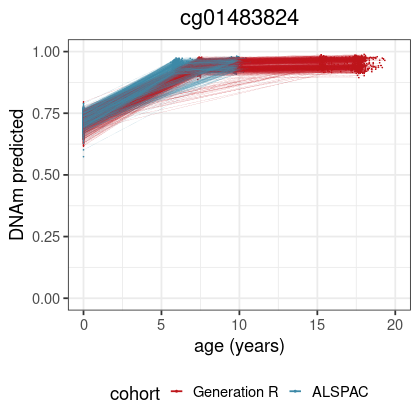 cg01483824
DNAm predicted
1.00
0.75
0.50
0.25
0.00
0 5 10 15 20
age (years)
cohort Generation R ALSPAC